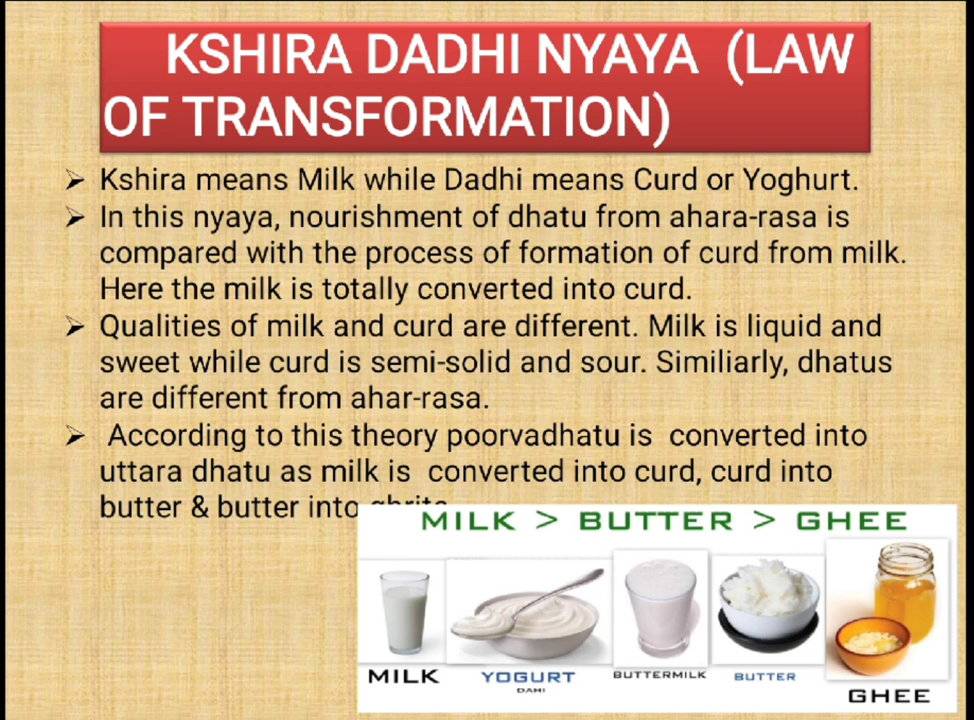 KSHIRA DADHI NYAYA (LAW
OF TRANSFORMATION)
➢ Kshira means Milk while Dadhi means Curd or Yoghurt.
➢ In this nyaya, nourishment of dhatu from ahara-rasa is
compared with the process of formation of curd from milk.
Here the milk is totally converted into curd.
➢ Qualities of milk and curd are different. Milk is liquid and
sweet while curd is semi-solid and sour. Similiarly, dhatus
are different from ahar-rasa.
➢ According to this theory poorvadhatu is converted into
uttara dhatu as milk is converted into curd, curd into
butter & butter into
MILK > BUTTER > GHEE
MILK
YOGURT
DAHI
BUTTERMILK
BUTTER
GHEE